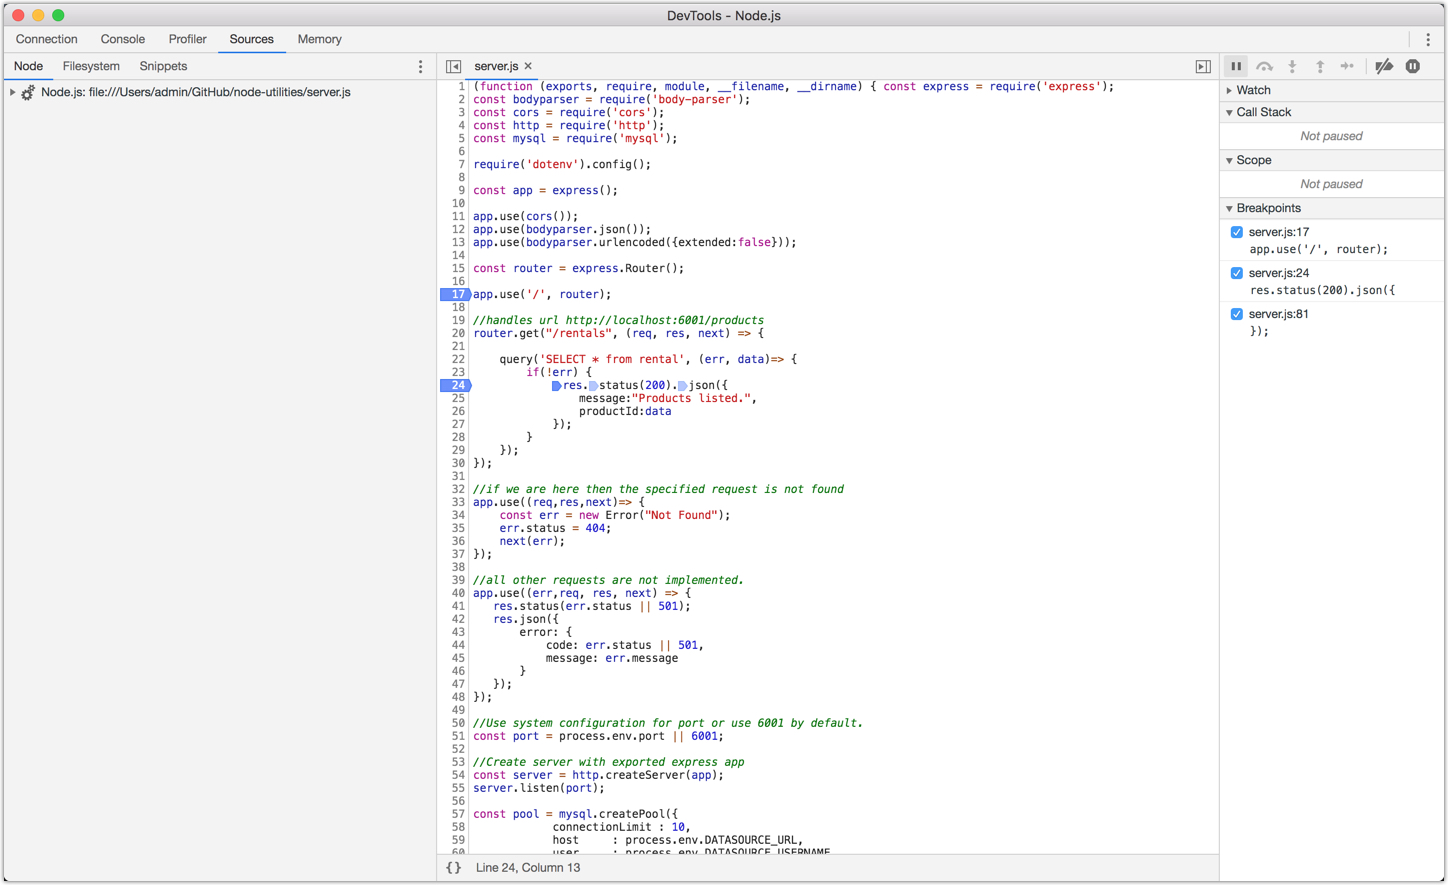 DevTools - Node.js
Connection Console Profiler Sources Memory
Node Filesystem Snippets
Node.js: file:///Users/admin/GitHub/node-utilities/server.js
server.js ×
1 (function (exports, require, module, __filename, __dirname) { const express = require('express');
2 const bodyparser = require('body-parser');
3 const cors = require('cors');
4 const http = require('http');
5 const mysql = require('mysql');
6
7 require('dotenv').config();
8
9 const app = express();
10
11 app.use(cors());
12 app.use(bodyparser.json());
13 app.use(bodyparser.urlencoded({extended:false}));
14
15 const router = express.Router();
16
17 app.use('/', router);
18
19 //handles url http://localhost:6001/products
20 router.get("/rentals", (req, res, next) => {
21
22     query('SELECT * from rental', (err, data)=> {
23         if(!err) {
24             res.status(200).json({
25                 message:"Products listed.",
26                 productId:data
27             });
28         }
29     });
30 });
31
32 //if we are here then the specified request is not found
33 app.use((req,res,next)=> {
34     const err = new Error("Not Found");
35     err.status = 404;
36     next(err);
37 });
38
39 //all other requests are not implemented.
40 app.use((err,req, res, next) => {
41    res.status(err.status || 501);
42    res.json({
43        error: {
44            code: err.status || 501,
45            message: err.message
46        }
47    });
48 });
49
50 //Use system configuration for port or use 6001 by default.
51 const port = process.env.port || 6001;
52
53 //Create server with exported express app
54 const server = http.createServer(app);
55 server.listen(port);
56
57 const pool = mysql.createPool({
58             connectionLimit : 10,
59             host     : process.env.DATASOURCE_URL,
60             user     : process.env.DATASOURCE_USERNAME
{} Line 24, Column 13
Watch
Call Stack
Not paused
Scope
Not paused
Breakpoints
server.js:17
app.use('/', router);
server.js:24
res.status(200).json({
server.js:81
});